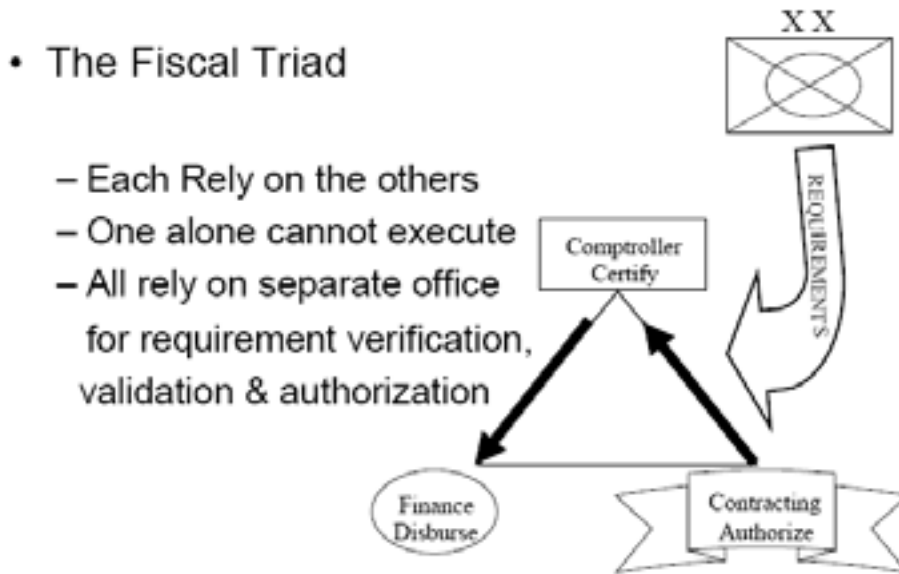 • The Fiscal Triad
– Each Rely on the others
– One alone cannot execute
– All rely on separate office
for requirement verification,
validation & authorization
X X
REQUIREMENTS
Comptroller
Certify
Finance
Disburse
Contracting
Authorize